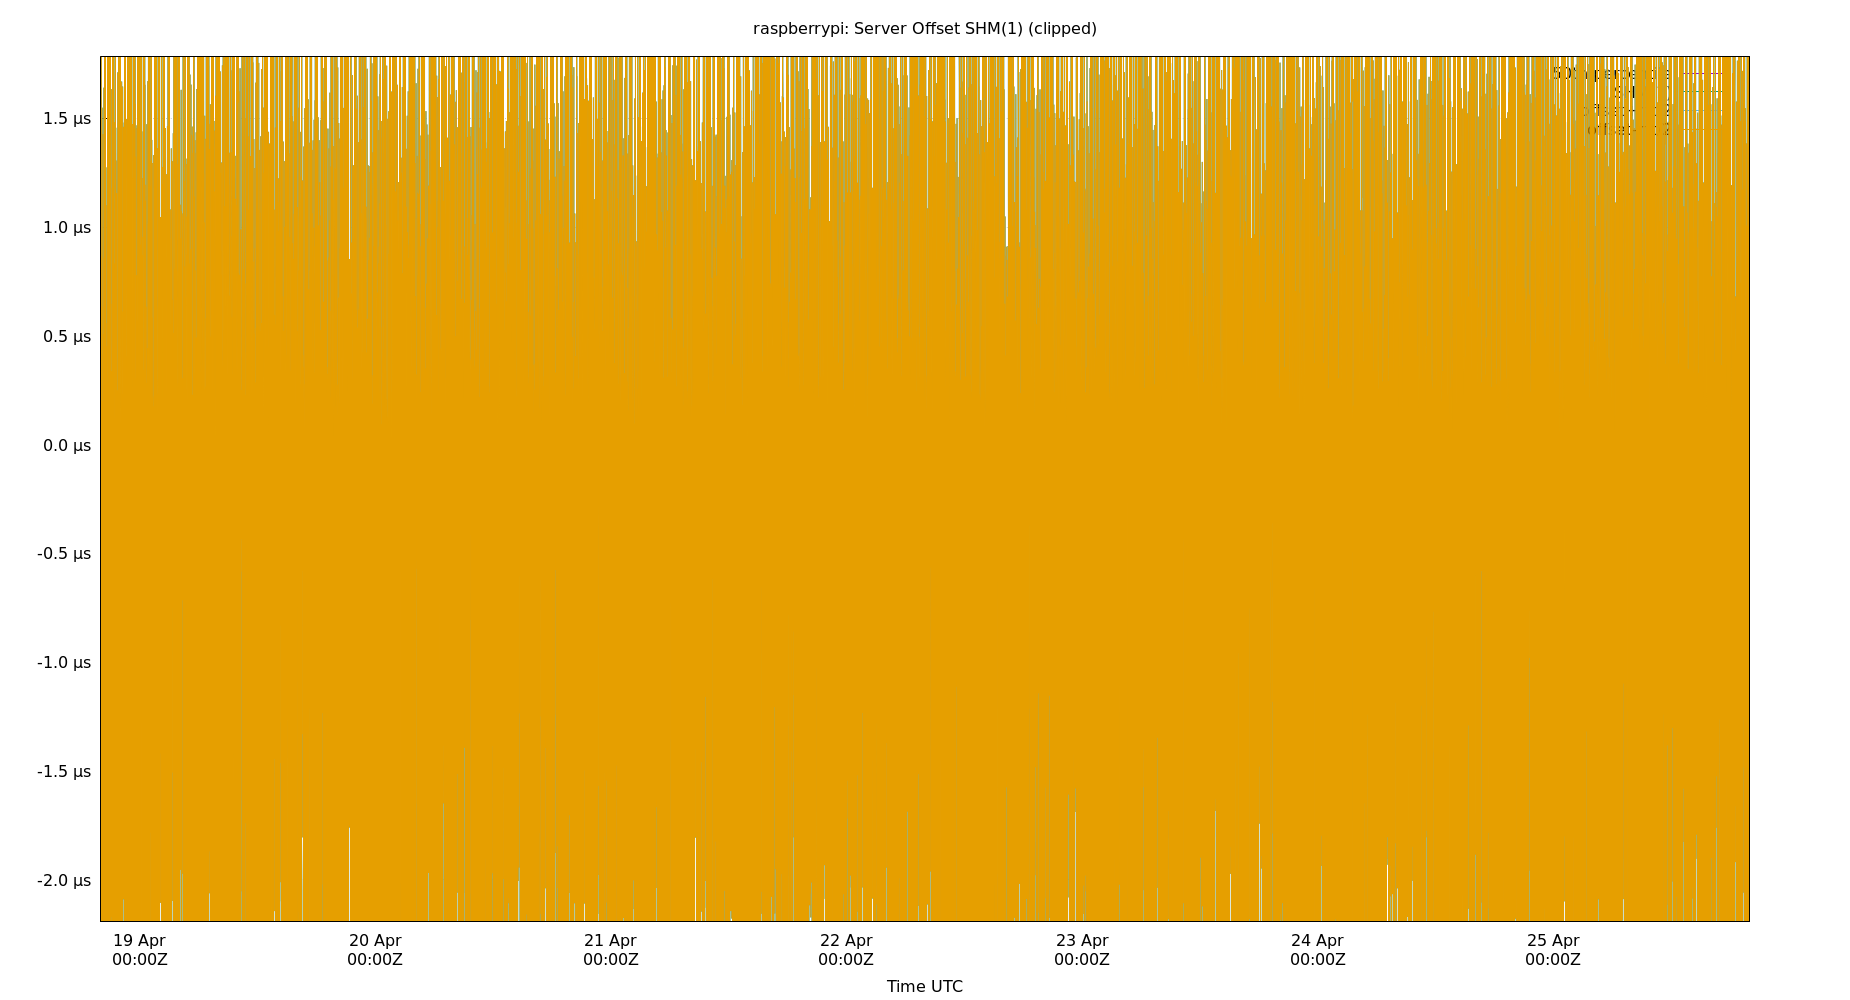 raspberrypi: Server Offset SHM(1) (clipped)
1.5 µs
1.0 µs
0.5 µs
0.0 µs
-0.5 µs
-1.0 µs
-1.5 µs
-2.0 µs
19 Apr 20 Apr 21 Apr 22 Apr 23 Apr 24 Apr 25 Apr
00:00Z 00:00Z 00:00Z 00:00Z 00:00Z 00:00Z 00:00Z
Time UTC